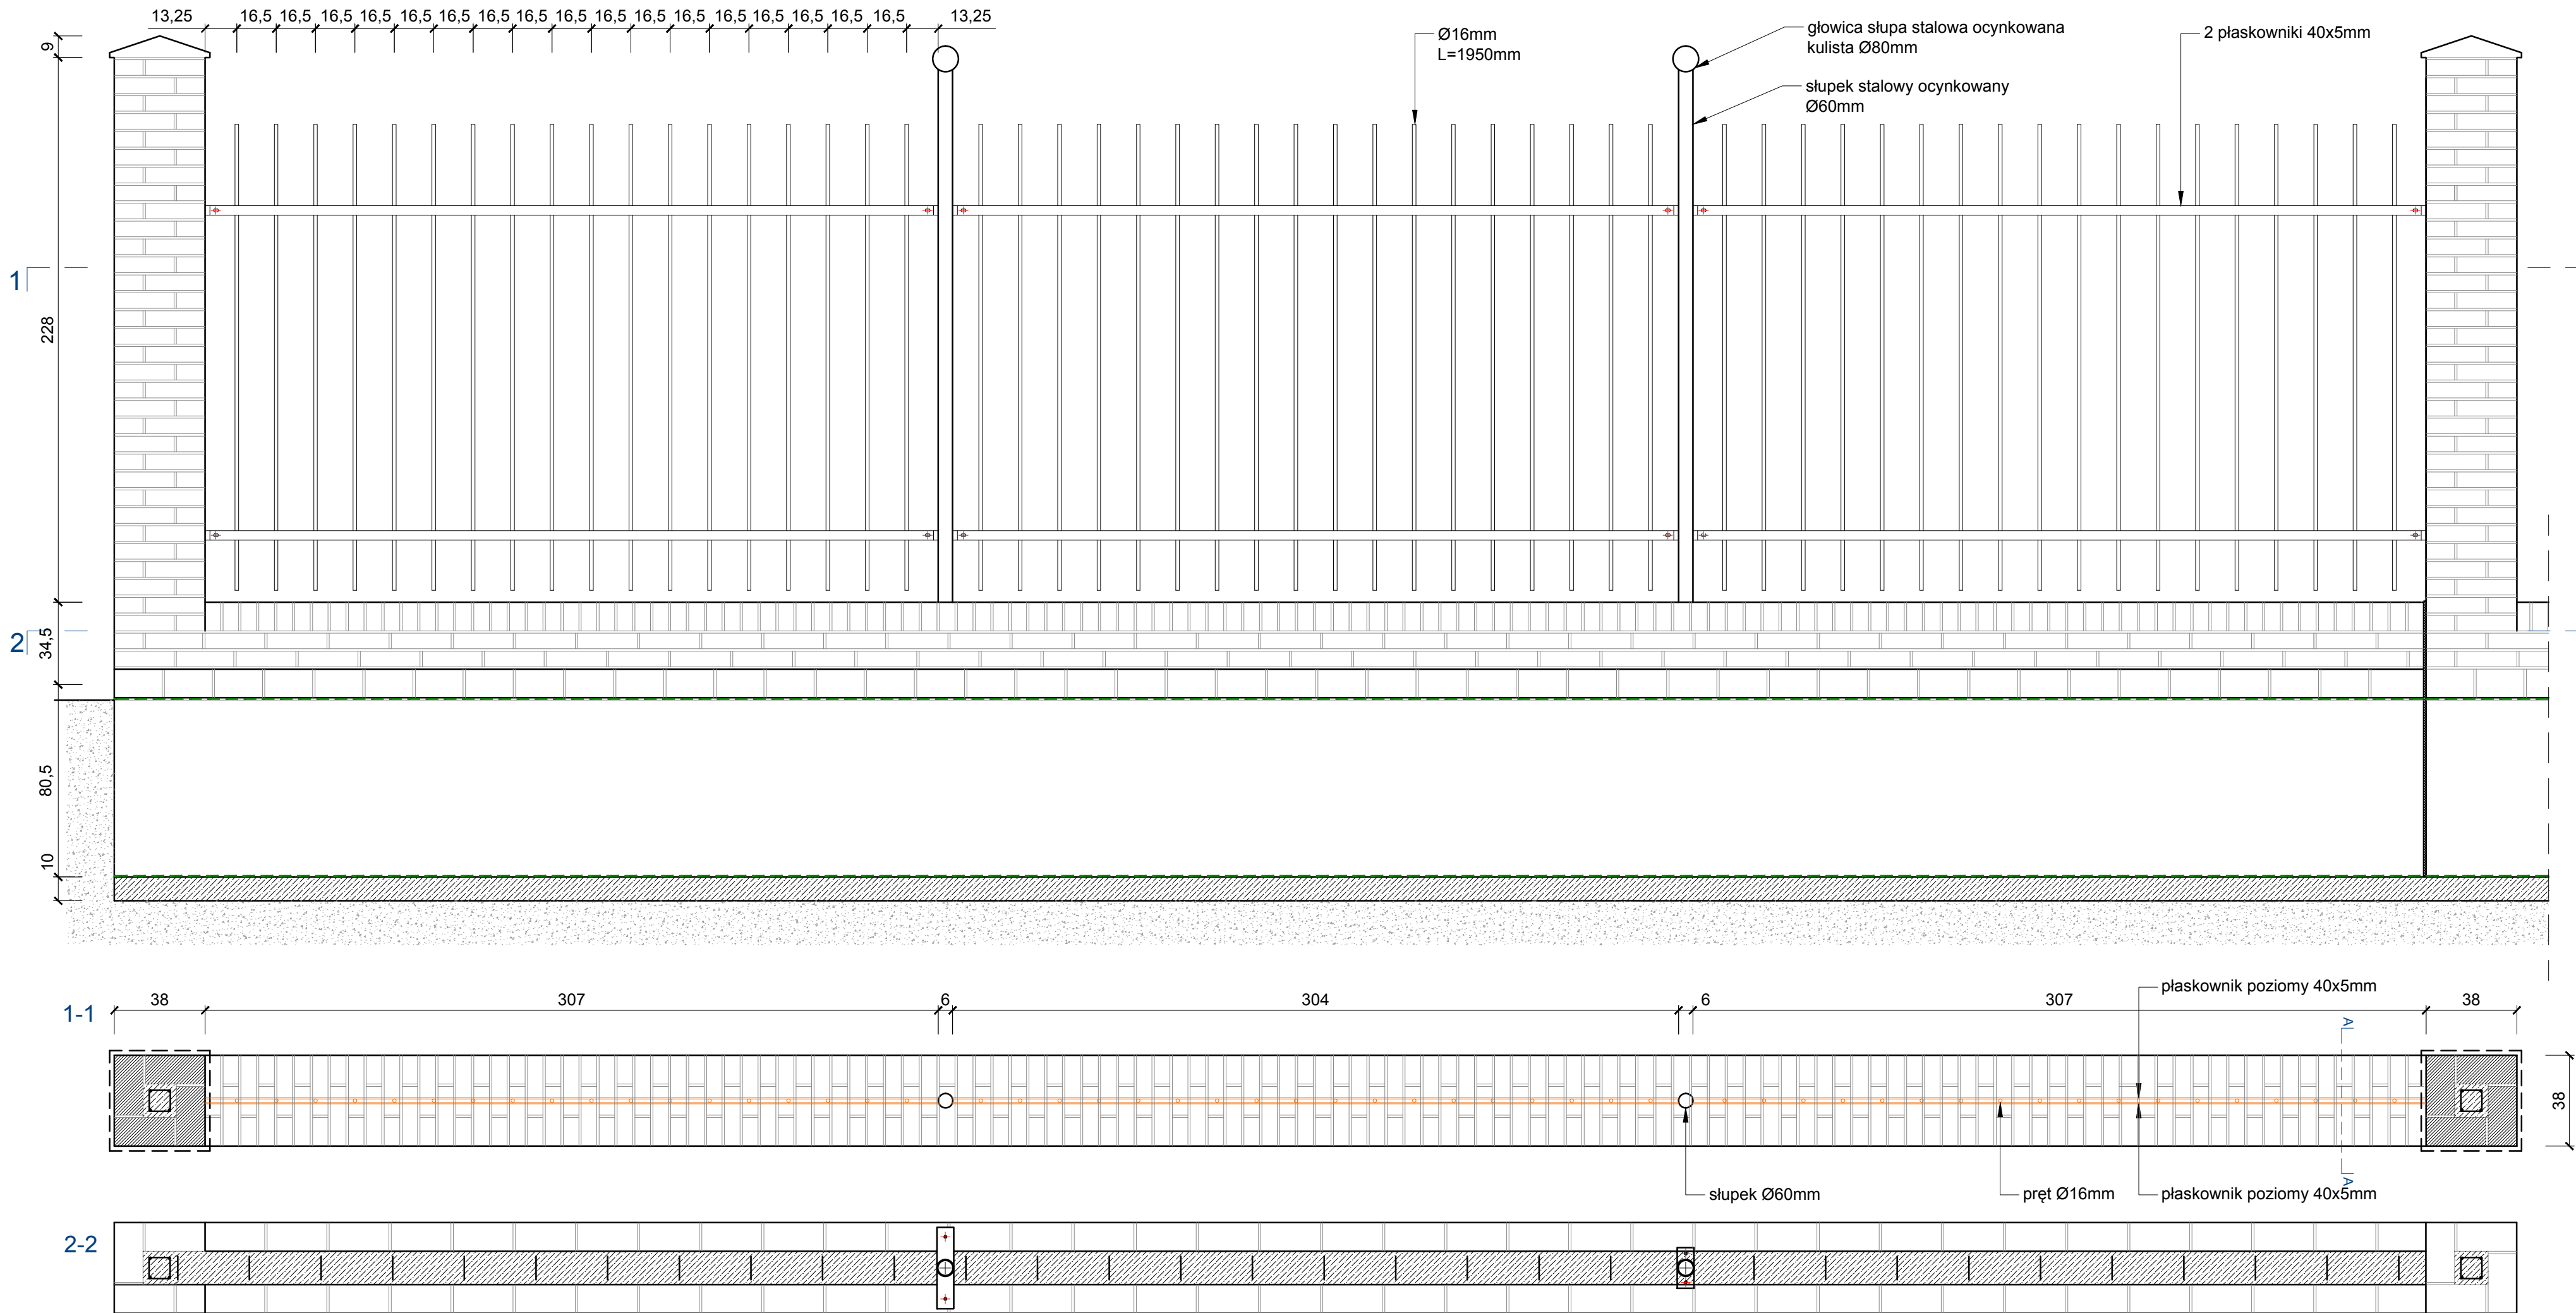 13,25 16,5 16,5 16,5 16,5 16,5 16,5 16,5 16,5 16,5 16,5 16,5 16,5 16,5 16,5 16,5 16,5 16,5 13,25
9
Ø16mm
L=1950mm
głowica słupa stalowa ocynkowana
kulista Ø80mm
słupek stalowy ocynkowany
Ø60mm
2 płaskowniki 40x5mm
1
228
2
34,5
80,5
10
1-1
38 307 6 304 6 307 38
płaskownik poziomy 40x5mm
A
38
A
słupek Ø60mm
pręt Ø16mm
płaskownik poziomy 40x5mm
2-2